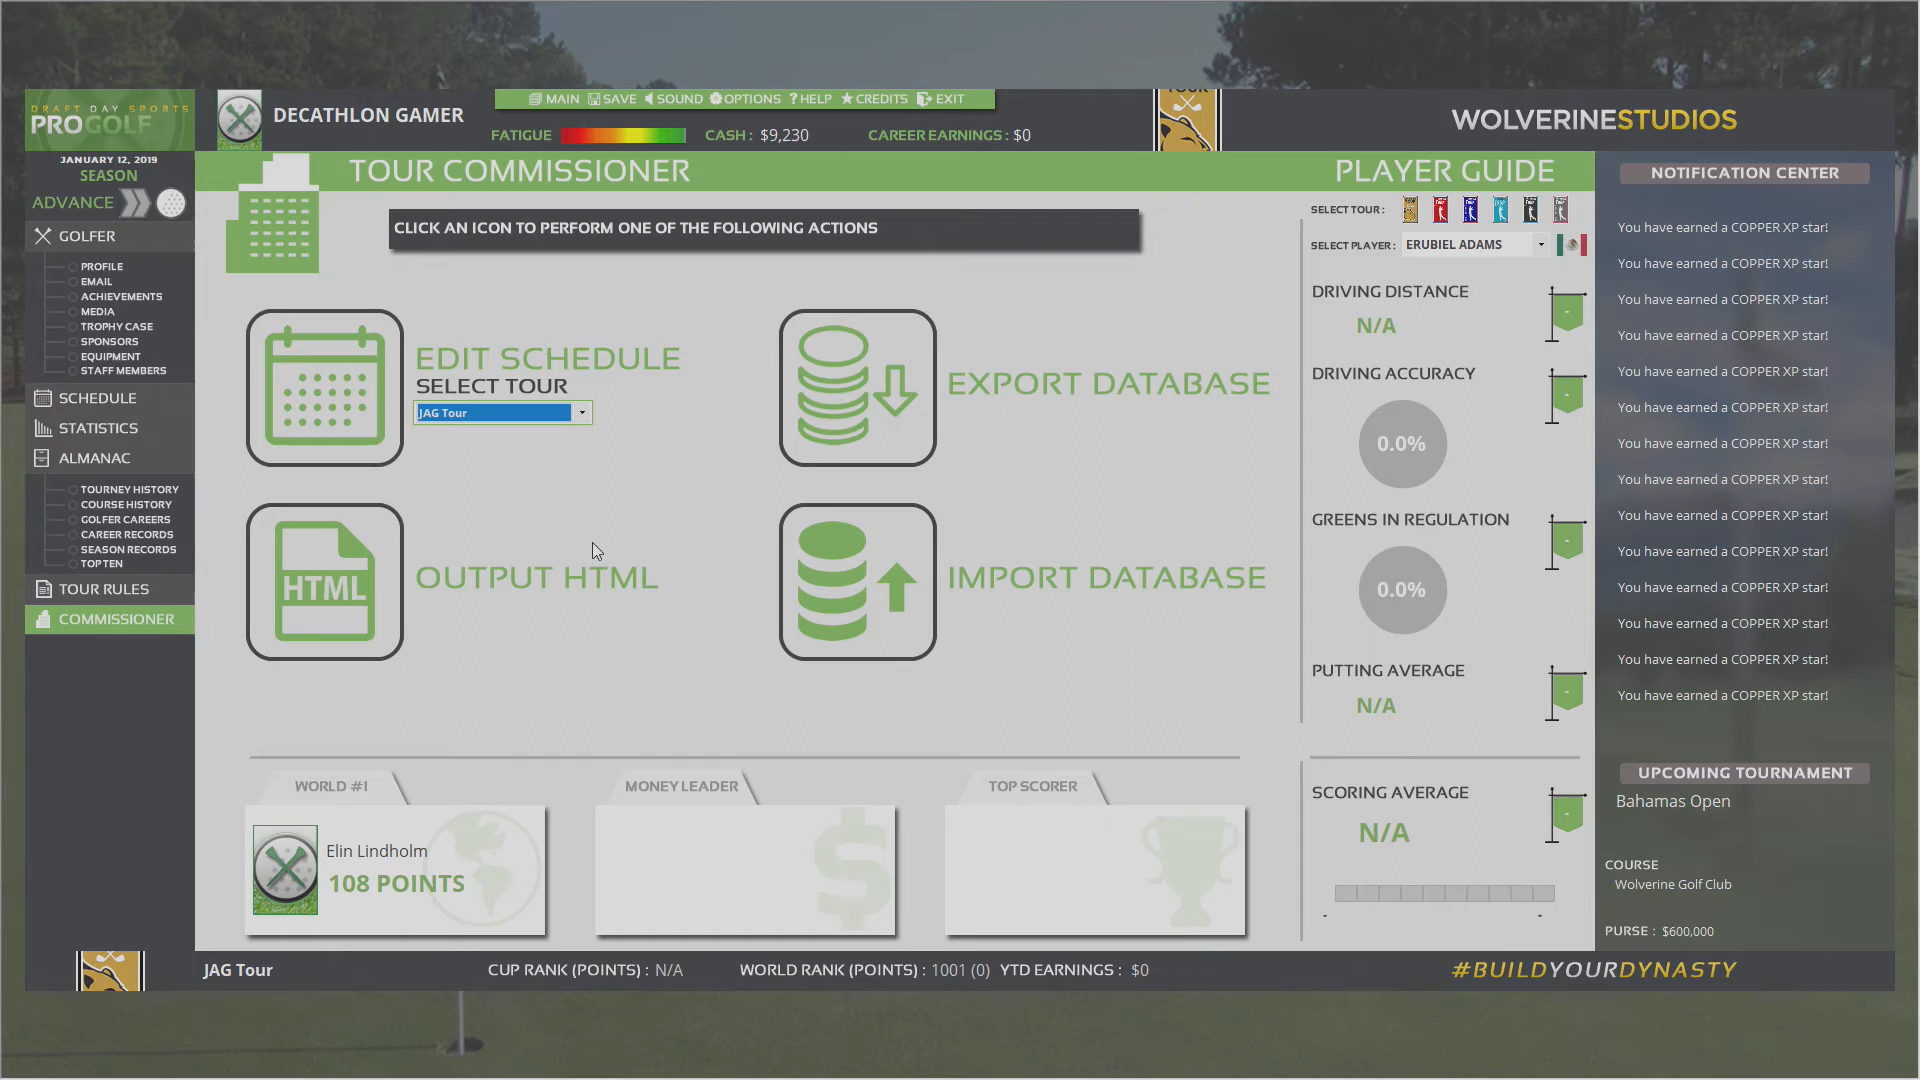 DRAFT DAY SPORTS
PROGOLF
DECATHLON GAMER
MAIN SAVE SOUND OPTIONS ? HELP CREDITS EXIT
FATIGUE CASH : $9,230 CAREER EARNINGS : $0
TOUR
WOLVERINESTUDIOS
JANUARY 12, 2019
SEASON
ADVANCE
GOLFER
PROFILE
EMAIL
ACHIEVEMENTS
MEDIA
TROPHY CASE
SPONSORS
EQUIPMENT
STAFF MEMBERS
SCHEDULE
STATISTICS
ALMANAC
TOURNEY HISTORY
COURSE HISTORY
GOLFER CAREERS
CAREER RECORDS
SEASON RECORDS
TOP TEN
TOUR RULES
COMMISSIONER
TOUR COMMISSIONER
CLICK AN ICON TO PERFORM ONE OF THE FOLLOWING ACTIONS
EDIT SCHEDULE
SELECT TOUR
JAG Tour
EXPORT DATABASE
HTML
OUTPUT HTML
IMPORT DATABASE
WORLD #1
Elin Lindholm
108 POINTS
MONEY LEADER
$
TOP SCORER
PLAYER GUIDE
SELECT TOUR :
SELECT PLAYER : ERUBIEL ADAMS
DRIVING DISTANCE
N/A
-
DRIVING ACCURACY
0.0%
-
GREENS IN REGULATION
0.0%
-
PUTTING AVERAGE
N/A
-
SCORING AVERAGE
N/A
-
- -
NOTIFICATION CENTER
You have earned a COPPER XP star!
You have earned a COPPER XP star!
You have earned a COPPER XP star!
You have earned a COPPER XP star!
You have earned a COPPER XP star!
You have earned a COPPER XP star!
You have earned a COPPER XP star!
You have earned a COPPER XP star!
You have earned a COPPER XP star!
You have earned a COPPER XP star!
You have earned a COPPER XP star!
You have earned a COPPER XP star!
You have earned a COPPER XP star!
You have earned a COPPER XP star!
UPCOMING TOURNAMENT
Bahamas Open
COURSE
Wolverine Golf Club
PURSE : $600,000
JAG Tour CUP RANK (POINTS) : N/A WORLD RANK (POINTS) : 1001 (0) YTD EARNINGS : $0
#BUILDYOURDYNASTY